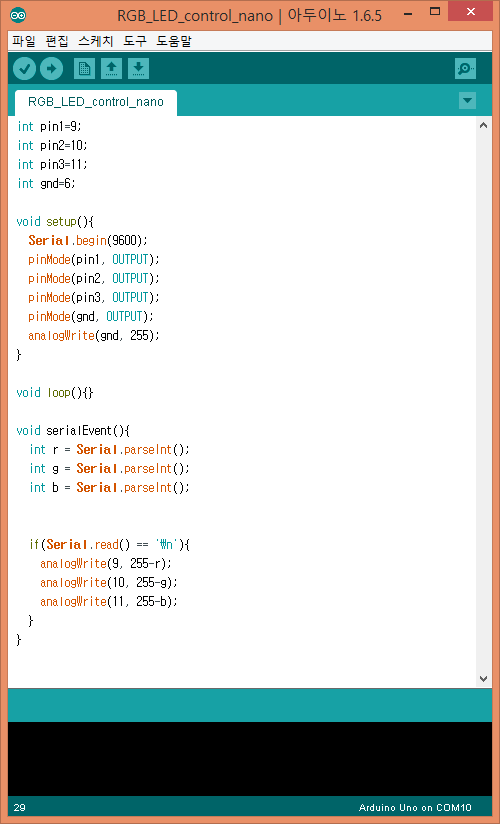 RGB_LED_control_nano | 아두이노 1.6.5
파일 편집 스케치 도구 도움말
RGB_LED_control_nano
int pin1=9;
int pin2=10;
int pin3=11;
int gnd=6;
void setup(){
Serial.begin(9600);
pinMode(pin1, OUTPUT);
pinMode(pin2, OUTPUT);
pinMode(pin3, OUTPUT);
pinMode(gnd, OUTPUT);
analogWrite(gnd, 255);
}
void loop(){}
void serialEvent(){
int r = Serial.parseInt();
int g = Serial.parseInt();
int b = Serial.parseInt();
if(Serial.read() == '₩n'){
analogWrite(9, 255-r);
analogWrite(10, 255-g);
analogWrite(11, 255-b);
}
}
29
Arduino Uno on COM10